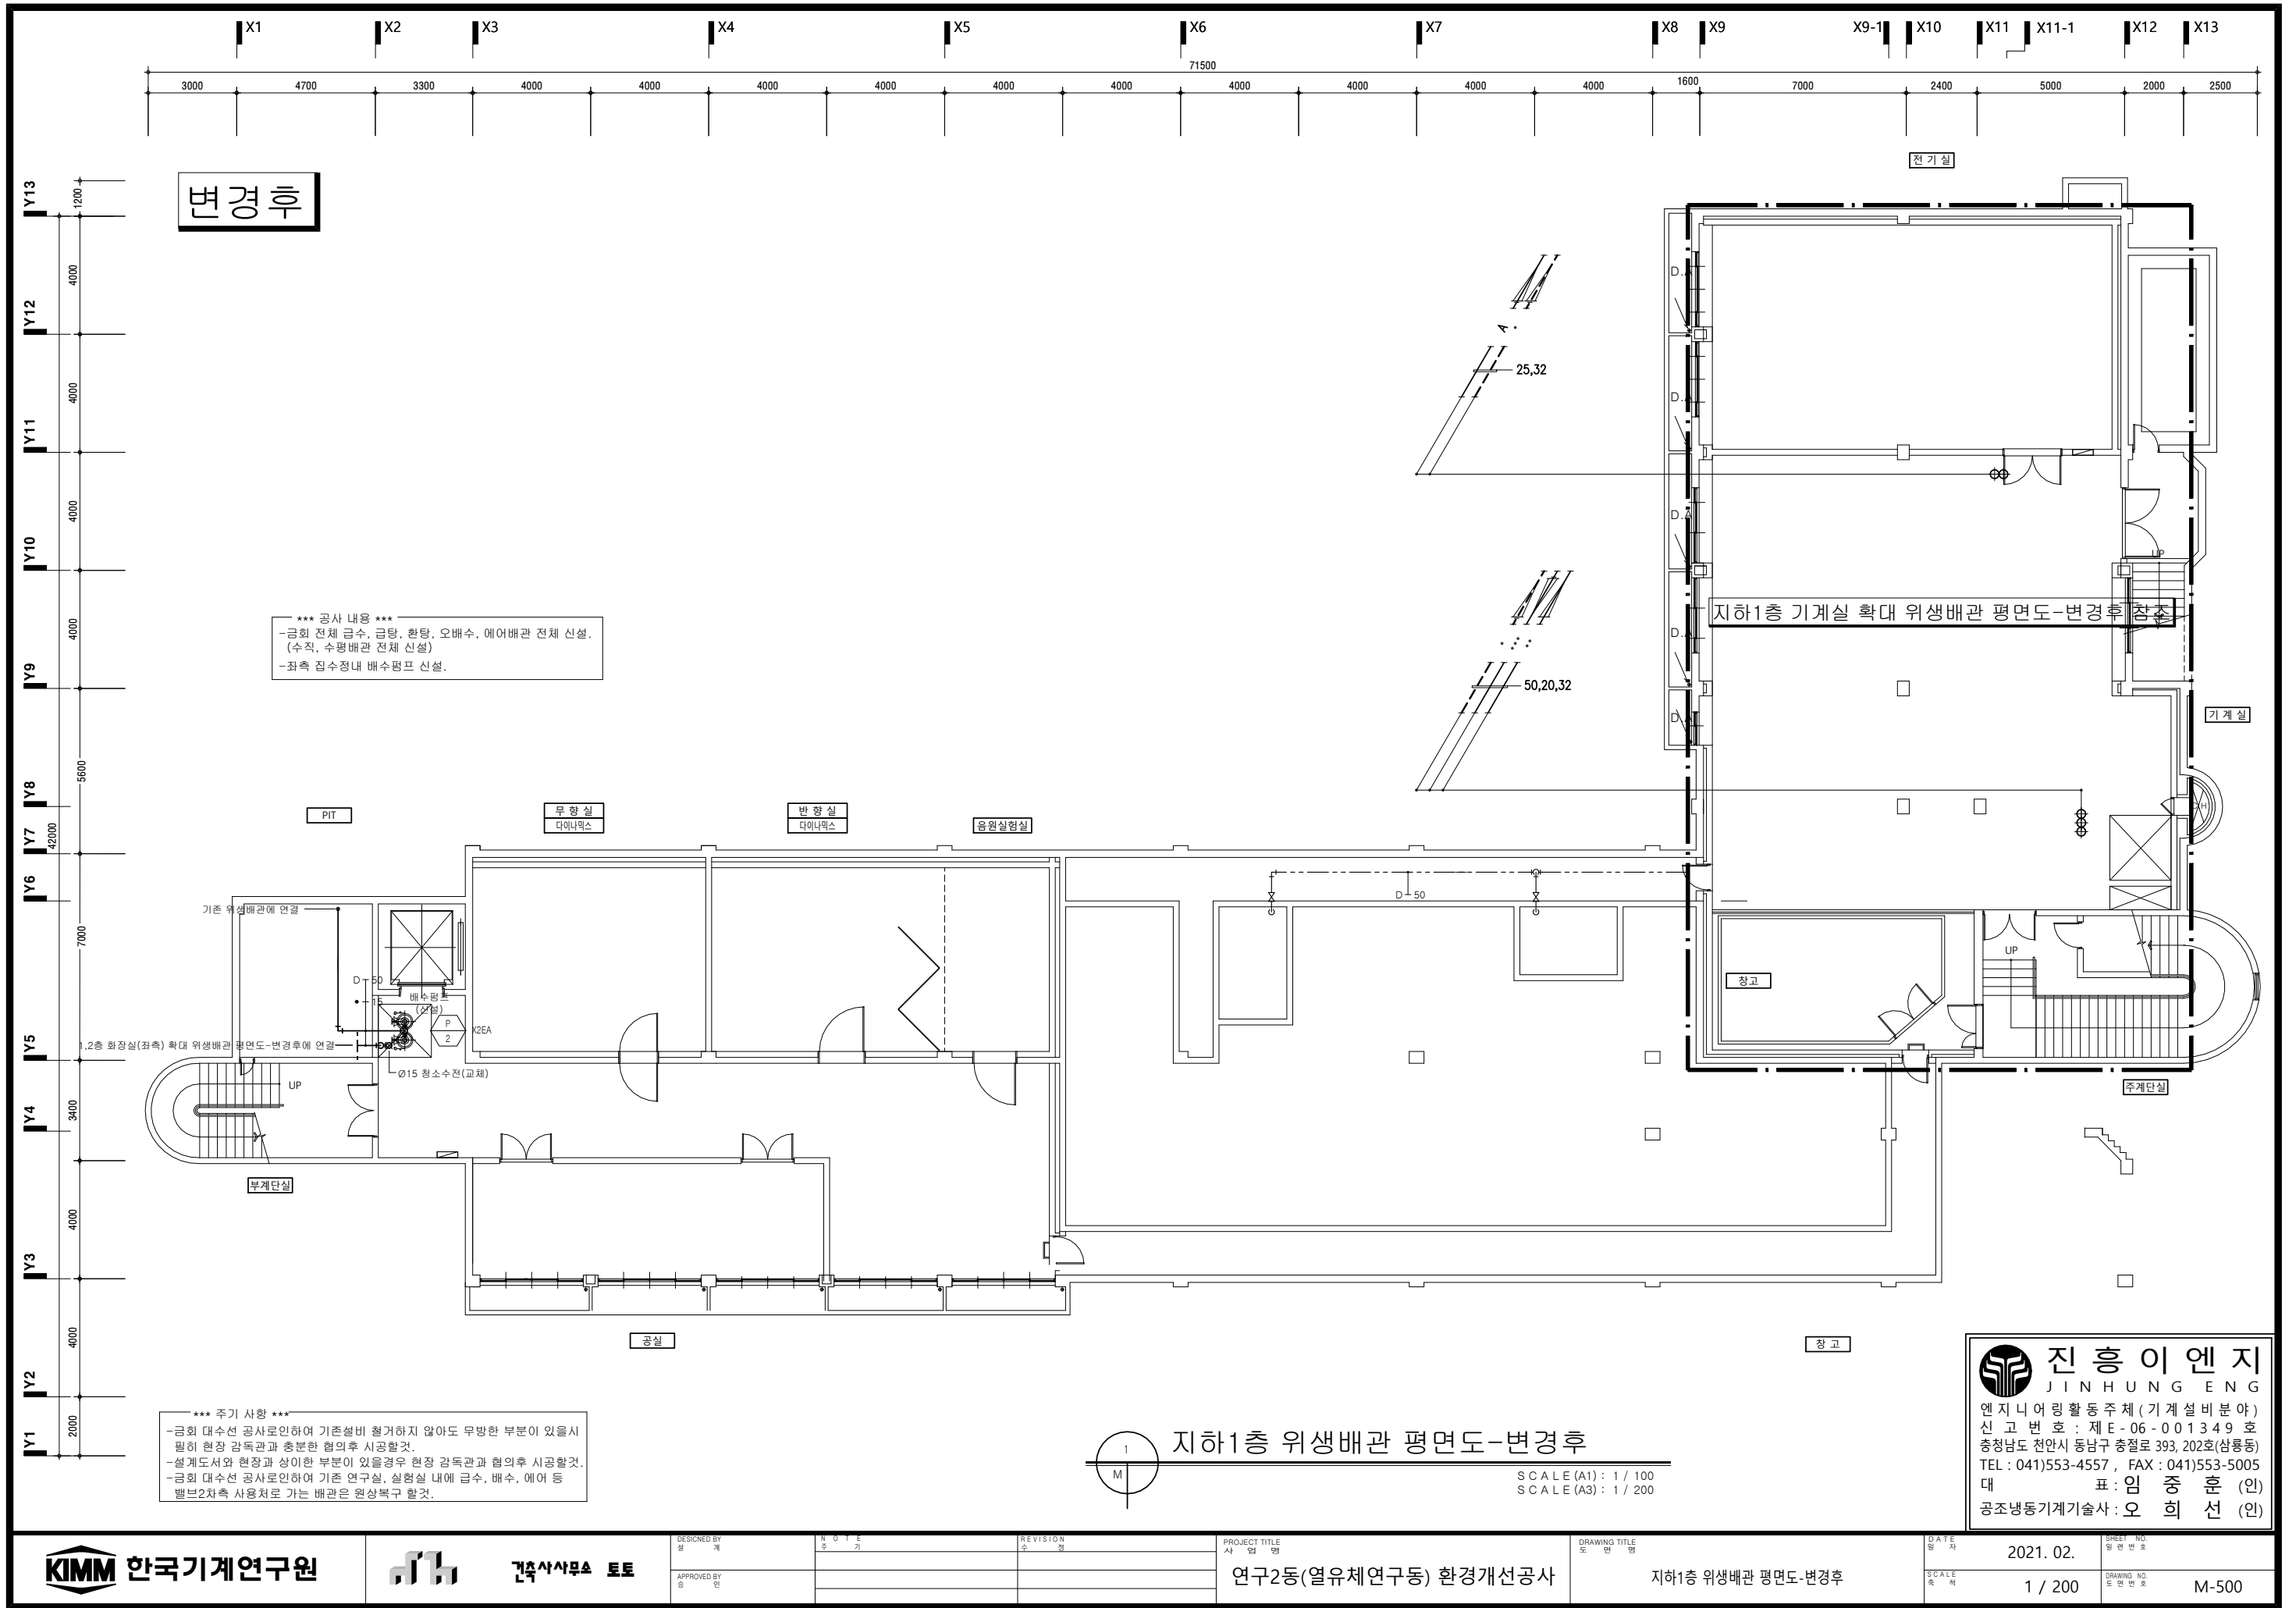 X1 X2 X3 X4 X5 X6 X7 X8 X9 X9-1 X10 X11 X11-1 X12 X13
71500
3000 4700 3300 4000 4000 4000 4000 4000 4000 4000 4000 4000 4000 1600 7000 2400 5000 2000 2500
전기실
Y13
1200
변경후
4000
Y12
4000
Y11
4000
Y10
4000
Y9
5600
Y8
Y7
42000
Y6
7000
Y5
3400
Y4
4000
Y3
4000
Y2
2000
Y1
A
25,32
D.A
D.A
D.A
D.A
D.A
UP
지하1층 기계실 확대 위생배관 평면도-변경후 참조
*** 공사 내용 ***
-금회 전체 급수, 급탕, 환탕, 오배수, 에어배관 전체 신설.
(수직, 수평배관 전체 신설)
-좌측 집수정내 배수펌프 신설.
50,20,32
기계실
PIT
무향실
다이나믹스
반향실
다이나믹스
음원실험실
기존 위생배관에 연결
D-50
D-50
15
배수펌프
(신설)
P
2
X2EA
1,2층 화장실(좌측) 확대 위생배관 평면도-변경후에 연결
Ø15 청소수전(교체)
UP
창고
UP
주계단실
부계단실
공실
창고
*** 주기 사항 ***
-금회 대수선 공사로인하여 기존설비 철거하지 않아도 무방한 부분이 있을시
필히 현장 감독관과 충분한 협의후 시공할것.
-설계도서와 현장과 상이한 부분이 있을경우 현장 감독관과 협의후 시공할것.
-금회 대수선 공사로인하여 기존 연구실, 실험실 내에 급수, 배수, 에어 등
밸브2차측 사용처로 가는 배관은 원상복구 할것.
1
M
지하1층 위생배관 평면도-변경후
SCALE(A1): 1 / 100
SCALE(A3): 1 / 200
진흥이엔지
JINHUNG ENG
엔지니어링활동주체(기계설비분야)
신고번호 : 제E-06-001349호
충청남도 천안시 동남구 충절로 393, 202호(삼룡동)
TEL : 041)553-4557 , FAX : 041)553-5005
대 표 : 임 중 훈 (인)
공조냉동기계기술사 : 오 희 선 (인)
KIMM 한국기계연구원
건축사사무소 토토
DESIGNED BY
설 계
APPROVED BY
승 인
NOTE
주 기
REVISION
수 정
PROJECT TITLE
사 업 명
연구2동(열유체연구동) 환경개선공사
DRAWING TITLE
도 면 명
지하1층 위생배관 평면도-변경후
DATE
일 자
2021. 02.
SCALE
축 척
1 / 200
SHEET NO.
일련번호
DRAWING NO.
도면번호
M-500